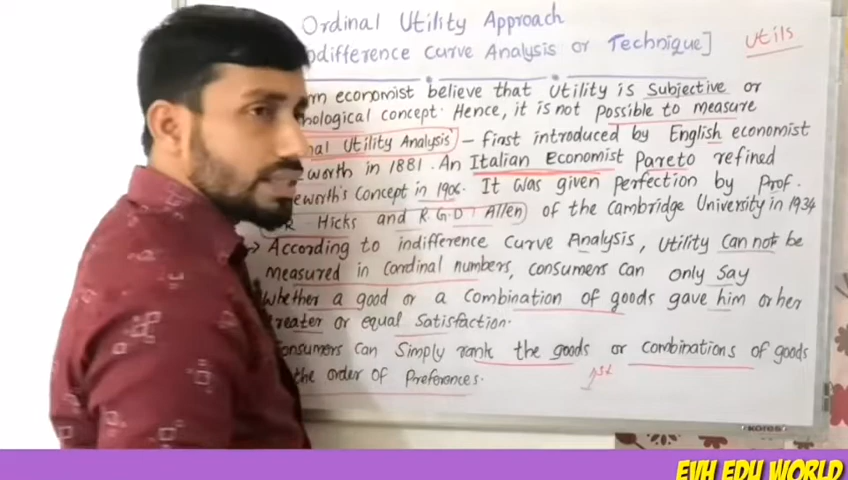 Ordinal Utility Approach
difference Curve Analysis or Technique]
Utils
economist believe that Utility is Subjective or
concept. Hence, it is not possible to measure
Utility Analysis' – first introduced by English economist
worth in 1881. An Italian Economist Pareto refined
Concept in 1906. It was given perfection by Prof.
Hicks and R.G.D. Allen) of the Cambridge University in 1934
→ According to indifference Curve Analysis, Utility Can not be
measured in Cardinal numbers, consumers can only Say
whether a good or a Combination of goods gave him or her
reater or equal Satisfaction.
onsumers can Simply rank the goods or combinations of goods
the order of Preferences.
1st
kores
EVH EDU WORLD